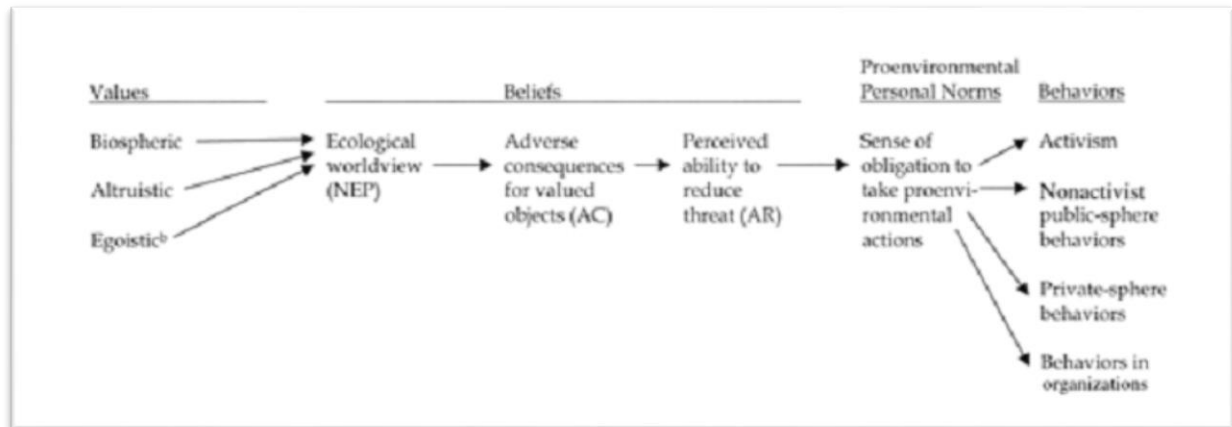 Values
Beliefs
Proenvironmental
Personal Norms
Behaviors
Biospheric
Altruistic
Egoisticᵇ
Ecological
worldview
(NEP)
Adverse
consequences
for valued
objects (AC)
Perceived
ability to
reduce
threat (AR)
Sense of
obligation to
take proenvi-
ronmental
actions
Activism
Nonactivist
public-sphere
behaviors
Private-sphere
behaviors
Behaviors in
organizations